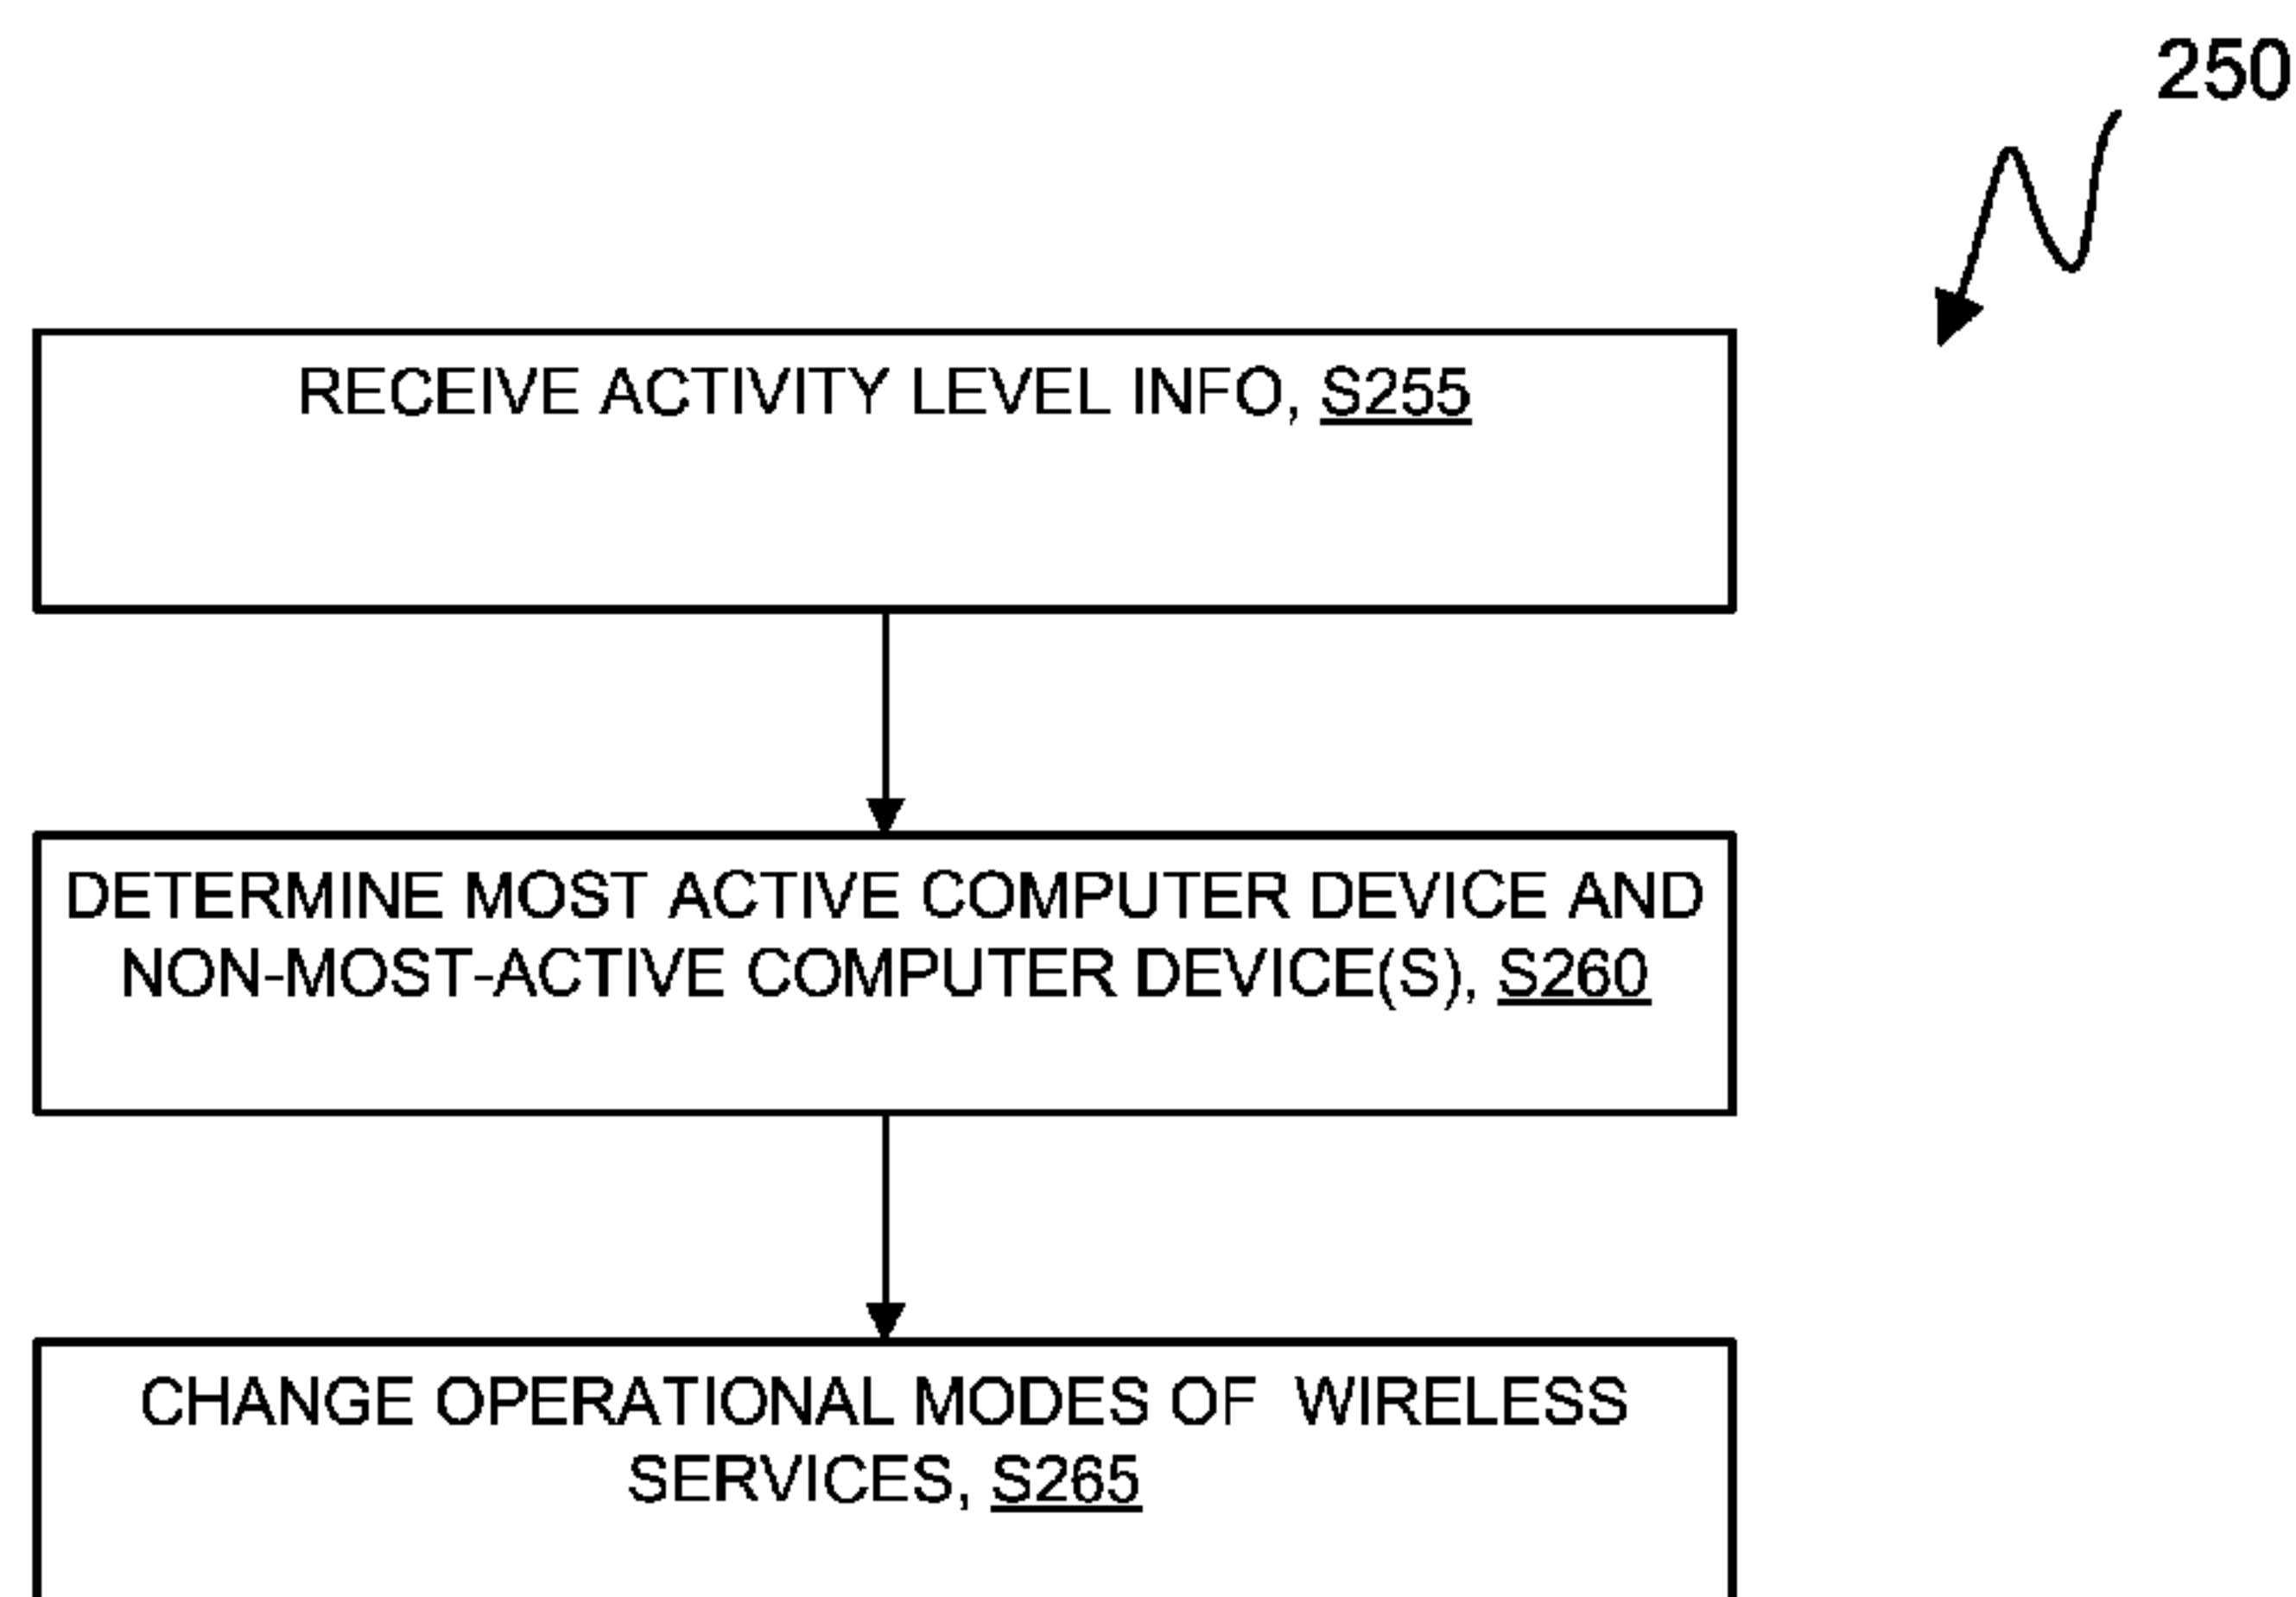 250
RECEIVE ACTIVITY LEVEL INFO, S255
DETERMINE MOST ACTIVE COMPUTER DEVICE AND
NON-MOST-ACTIVE COMPUTER DEVICE(S), S260
CHANGE OPERATIONAL MODES OF WIRELESS
SERVICES, S265